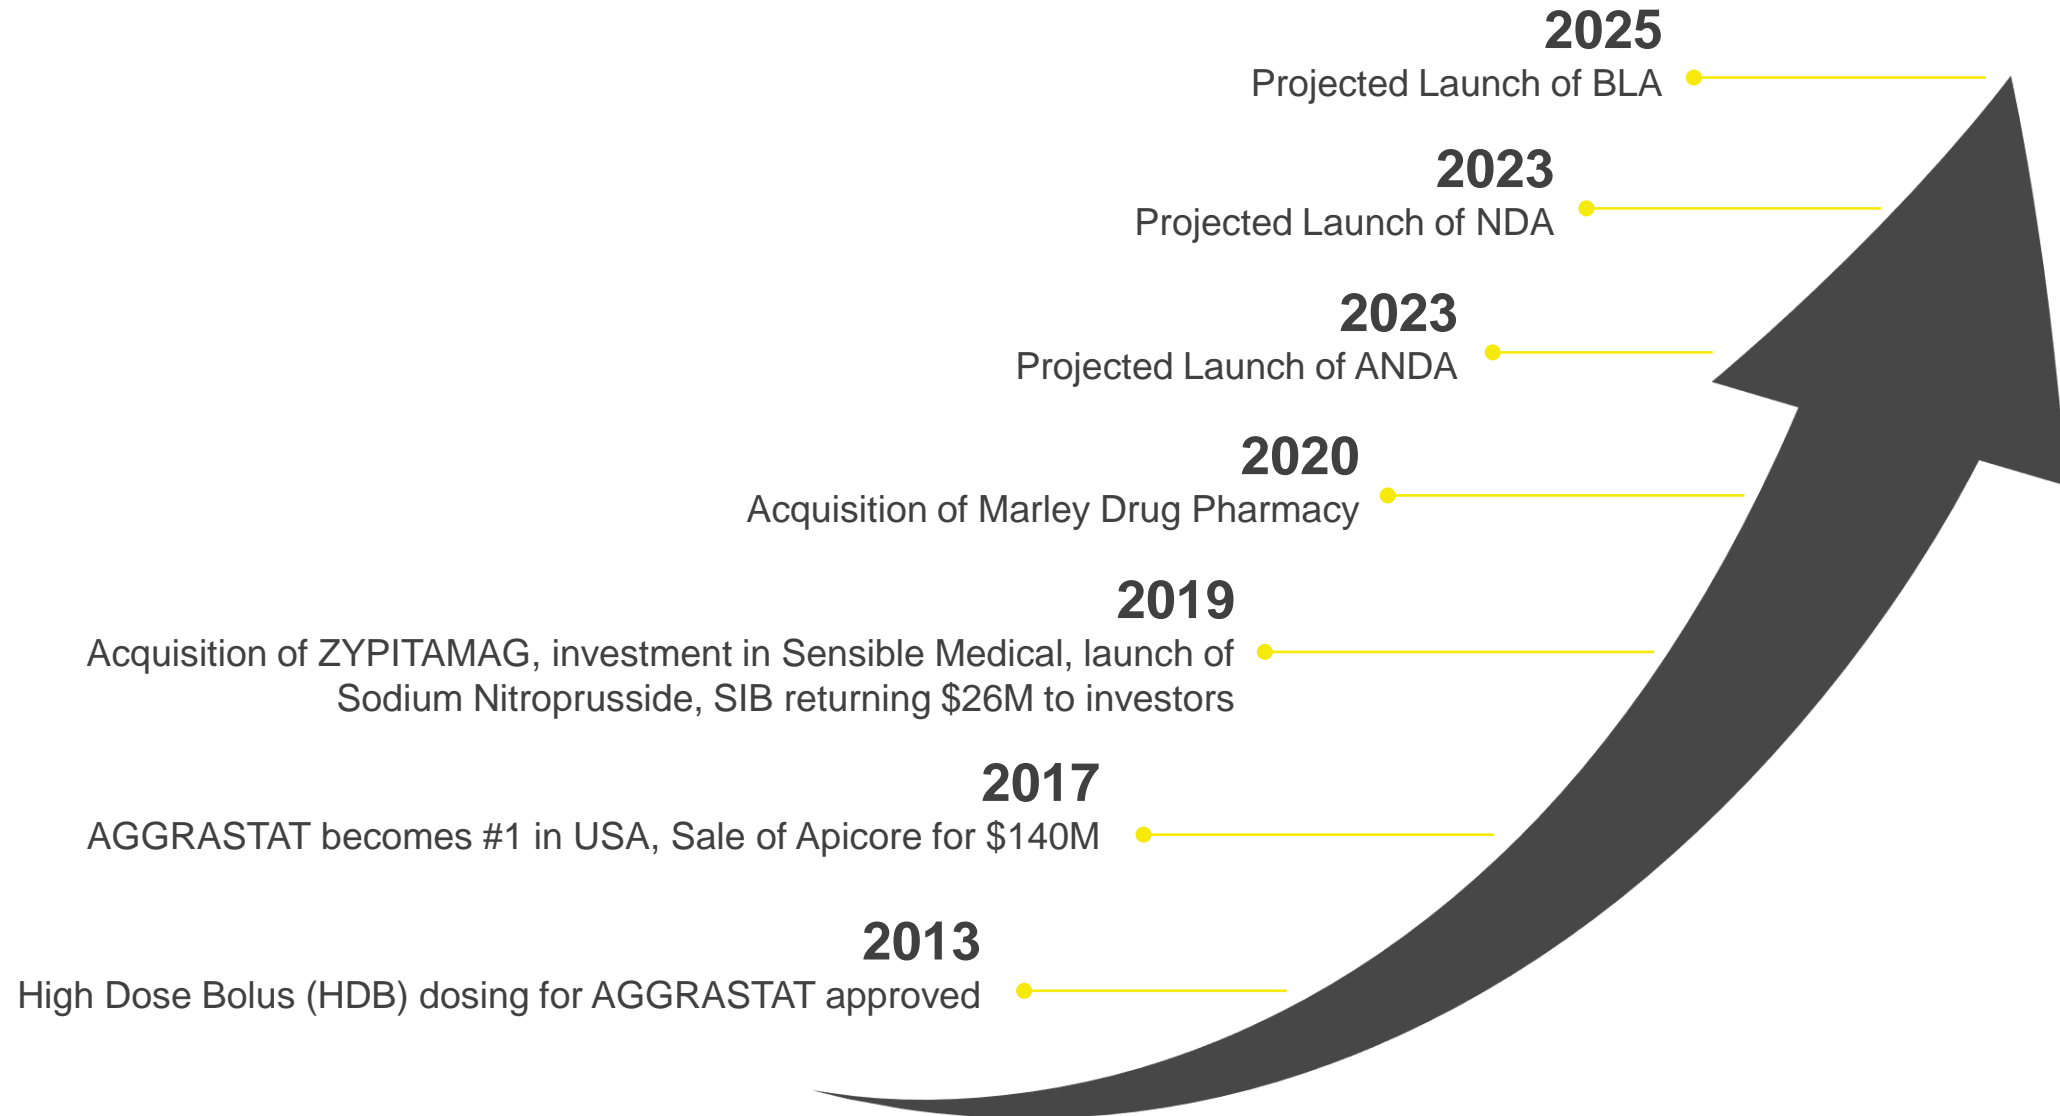 2025
Projected Launch of BLA
2023
Projected Launch of NDA
2023
Projected Launch of ANDA
2020
Acquisition of Marley Drug Pharmacy
2019
Acquisition of ZYPITAMAG, investment in Sensible Medical, launch of
Sodium Nitroprusside, SIB returning $26M to investors
2017
AGGRASTAT becomes #1 in USA, Sale of Apicore for $140M
2013
High Dose Bolus (HDB) dosing for AGGRASTAT approved